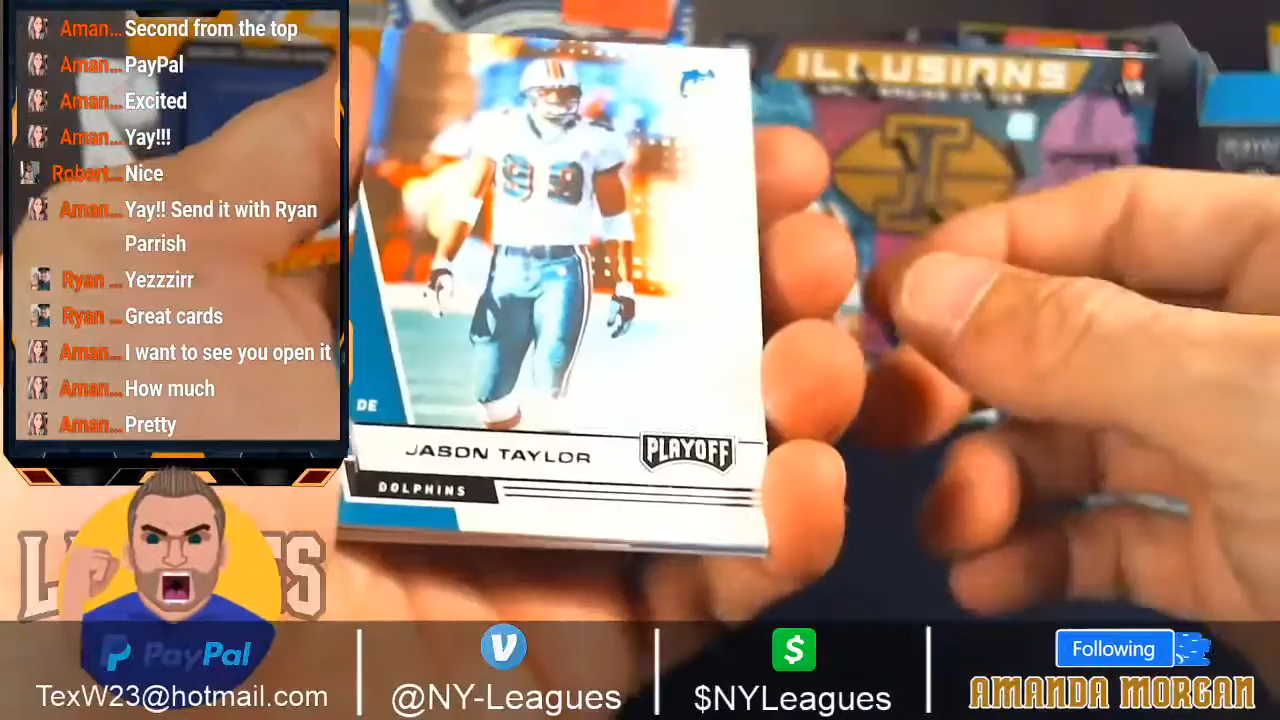 Aman... Second from the top
Aman... PayPal
Aman... Excited
Aman... Yay!!!
Robert... Nice
Aman... Yay!! Send it with Ryan
Parrish
Ryan ... Yezzzirr
Ryan ... Great cards
Aman... I want to see you open it
Aman... How much
Aman... Pretty
ILLUSIONS
99
DE
JASON TAYLOR
PLAYOFF
DOLPHINS
PayPal
TexW23@hotmail.com
@NY-Leagues
$NYLeagues
Following
AMANDA MORGAN